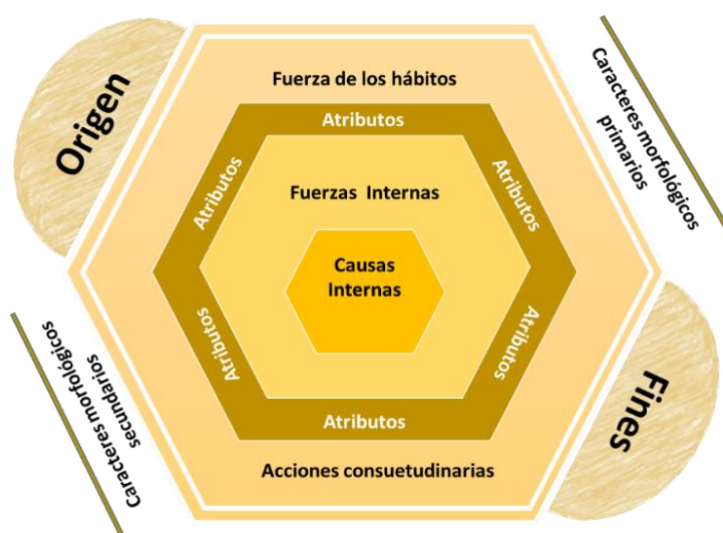 Origen
Caracteres morfológicos
primarios
Fuerza de los hábitos
Atributos
Atributos
Atributos
Fuerzas Internas
Causas
Internas
Atributos
Atributos
Atributos
Acciones consuetudinarias
Caracteres morfológicos
secundarios
Fines